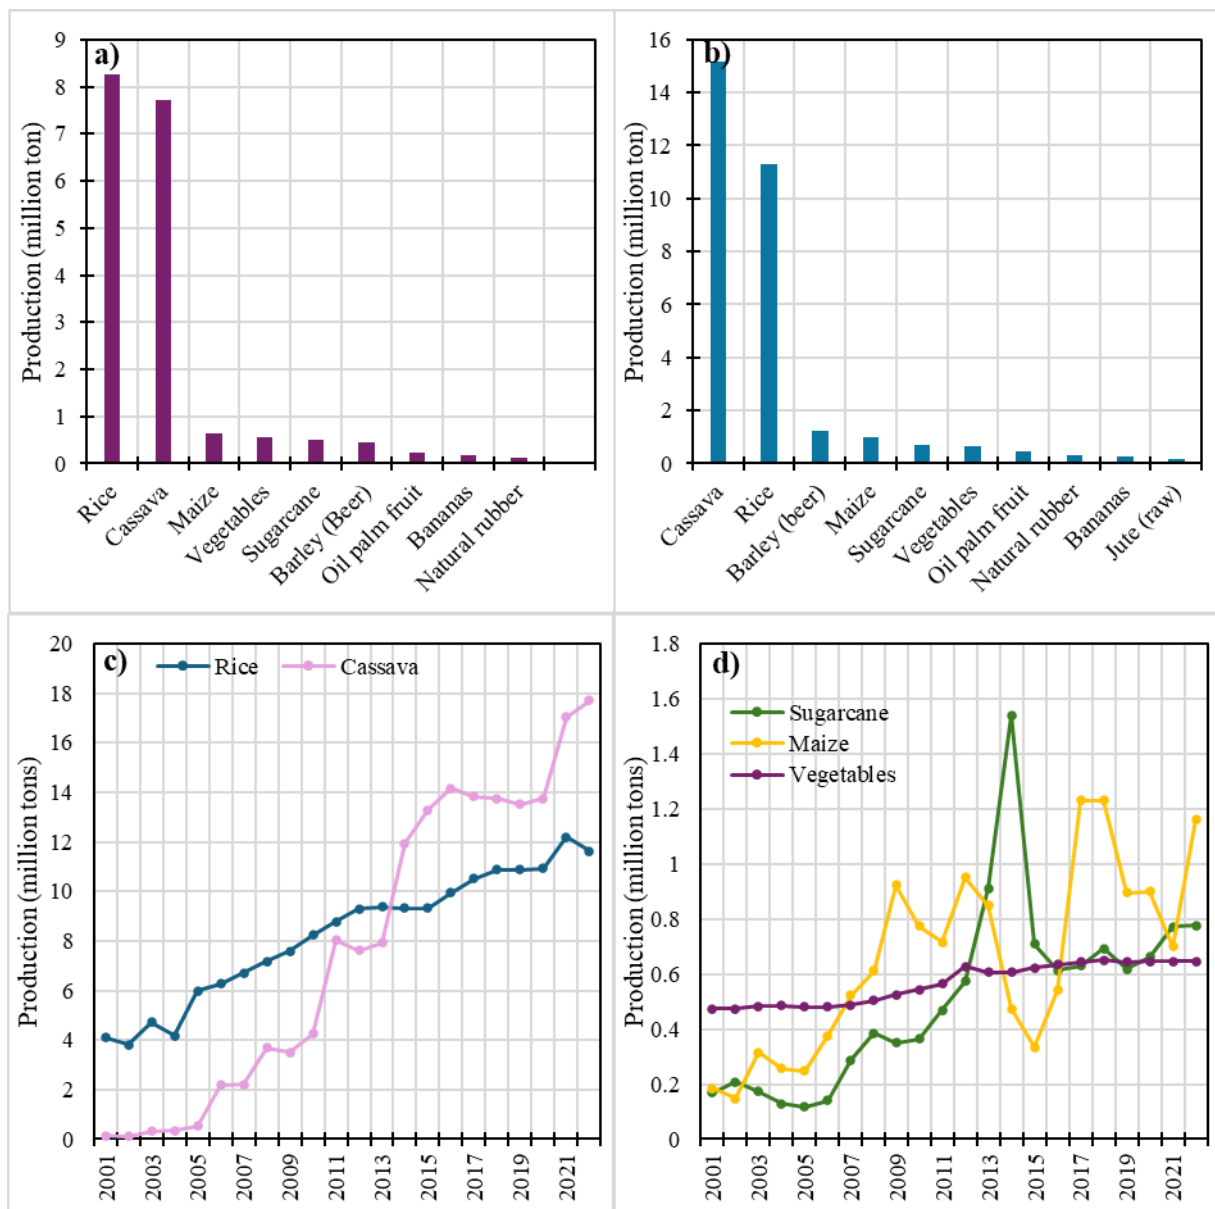 a)
Production (million ton)
9
8
7
6
5
4
3
2
1
0
Rice
Cassava
Maize
Vegetables
Sugarcane
Barley (Beer)
Oil palm fruit
Bananas
Natural rubber
b)
Production (million ton)
16
14
12
10
8
6
4
2
0
Cassava
Rice
Barley (beer)
Maize
Sugarcane
Vegetables
Oil palm fruit
Natural rubber
Bananas
Jute (raw)
c)
Rice
Cassava
Production (million tons)
20
18
16
14
12
10
8
6
4
2
0
2001
2003
2005
2007
2009
2011
2013
2015
2017
2019
2021
d)
Sugarcane
Maize
Vegetables
Production (million tons)
1.8
1.6
1.4
1.2
1
0.8
0.6
0.4
0.2
0
2001
2003
2005
2007
2009
2011
2013
2015
2017
2019
2021